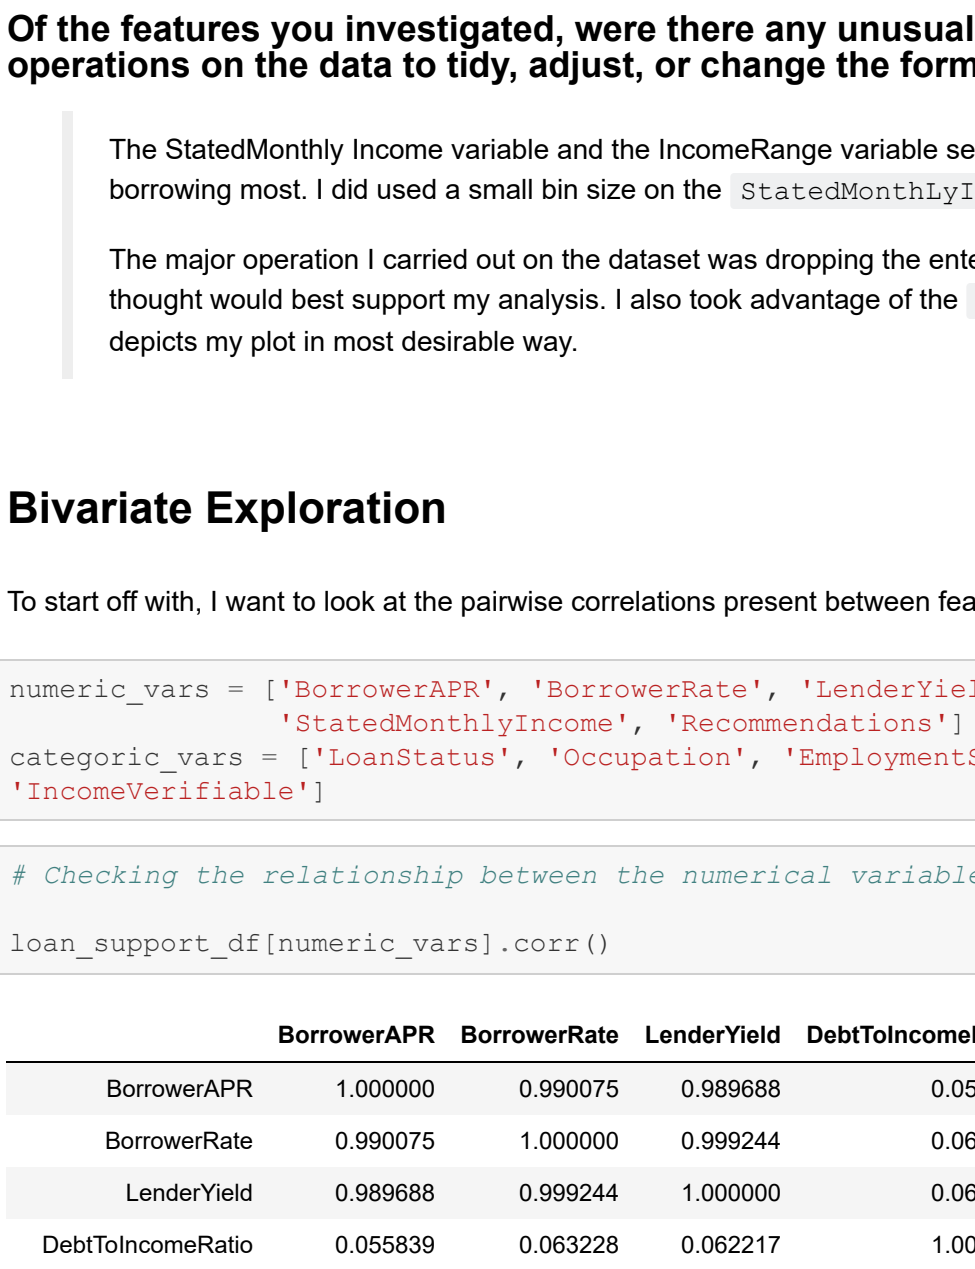 Of the features you investigated, were there any unusual
operations on the data to tidy, adjust, or change the form
The StatedMonthly Income variable and the IncomeRange variable se
borrowing most. I did used a small bin size on the StatedMonthLyI
The major operation I carried out on the dataset was dropping the ente
thought would best support my analysis. I also took advantage of the
depicts my plot in most desirable way.
Bivariate Exploration
To start off with, I want to look at the pairwise correlations present between fea
numeric_vars = ['BorrowerAPR', 'BorrowerRate', 'LenderYiel
'StatedMonthlyIncome', 'Recommendations']
categoric_vars = ['LoanStatus', 'Occupation', 'EmploymentS
'IncomeVerifiable']
# Checking the relationship between the numerical variable
loan_support_df[numeric_vars].corr()
BorrowerAPR BorrowerRate LenderYield DebtToIncomeR
BorrowerAPR 1.000000 0.990075 0.989688 0.05
BorrowerRate 0.990075 1.000000 0.999244 0.06
LenderYield 0.989688 0.999244 1.000000 0.06
DebtToIncomeRatio 0.055839 0.063228 0.062217 1.00